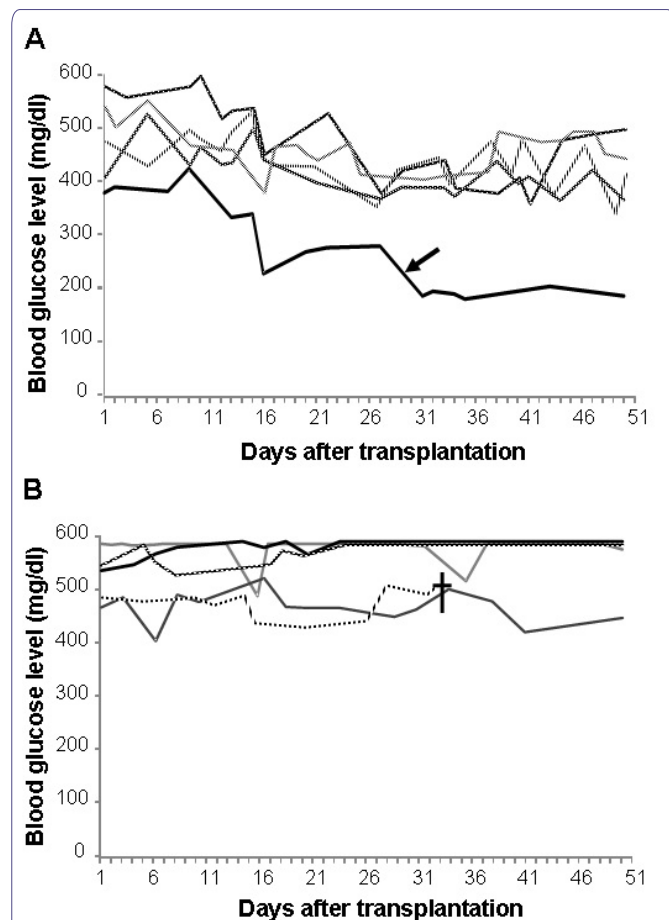 A
Blood glucose level (mg/dl)
600
500
400
300
200
100
0
1 6 11 16 21 26 31 36 41 46 51
Days after transplantation
B
Blood glucose level (mg/dl)
600
500
400
300
200
100
0
1 6 11 16 21 26 31 36 41 46 51
Days after transplantation